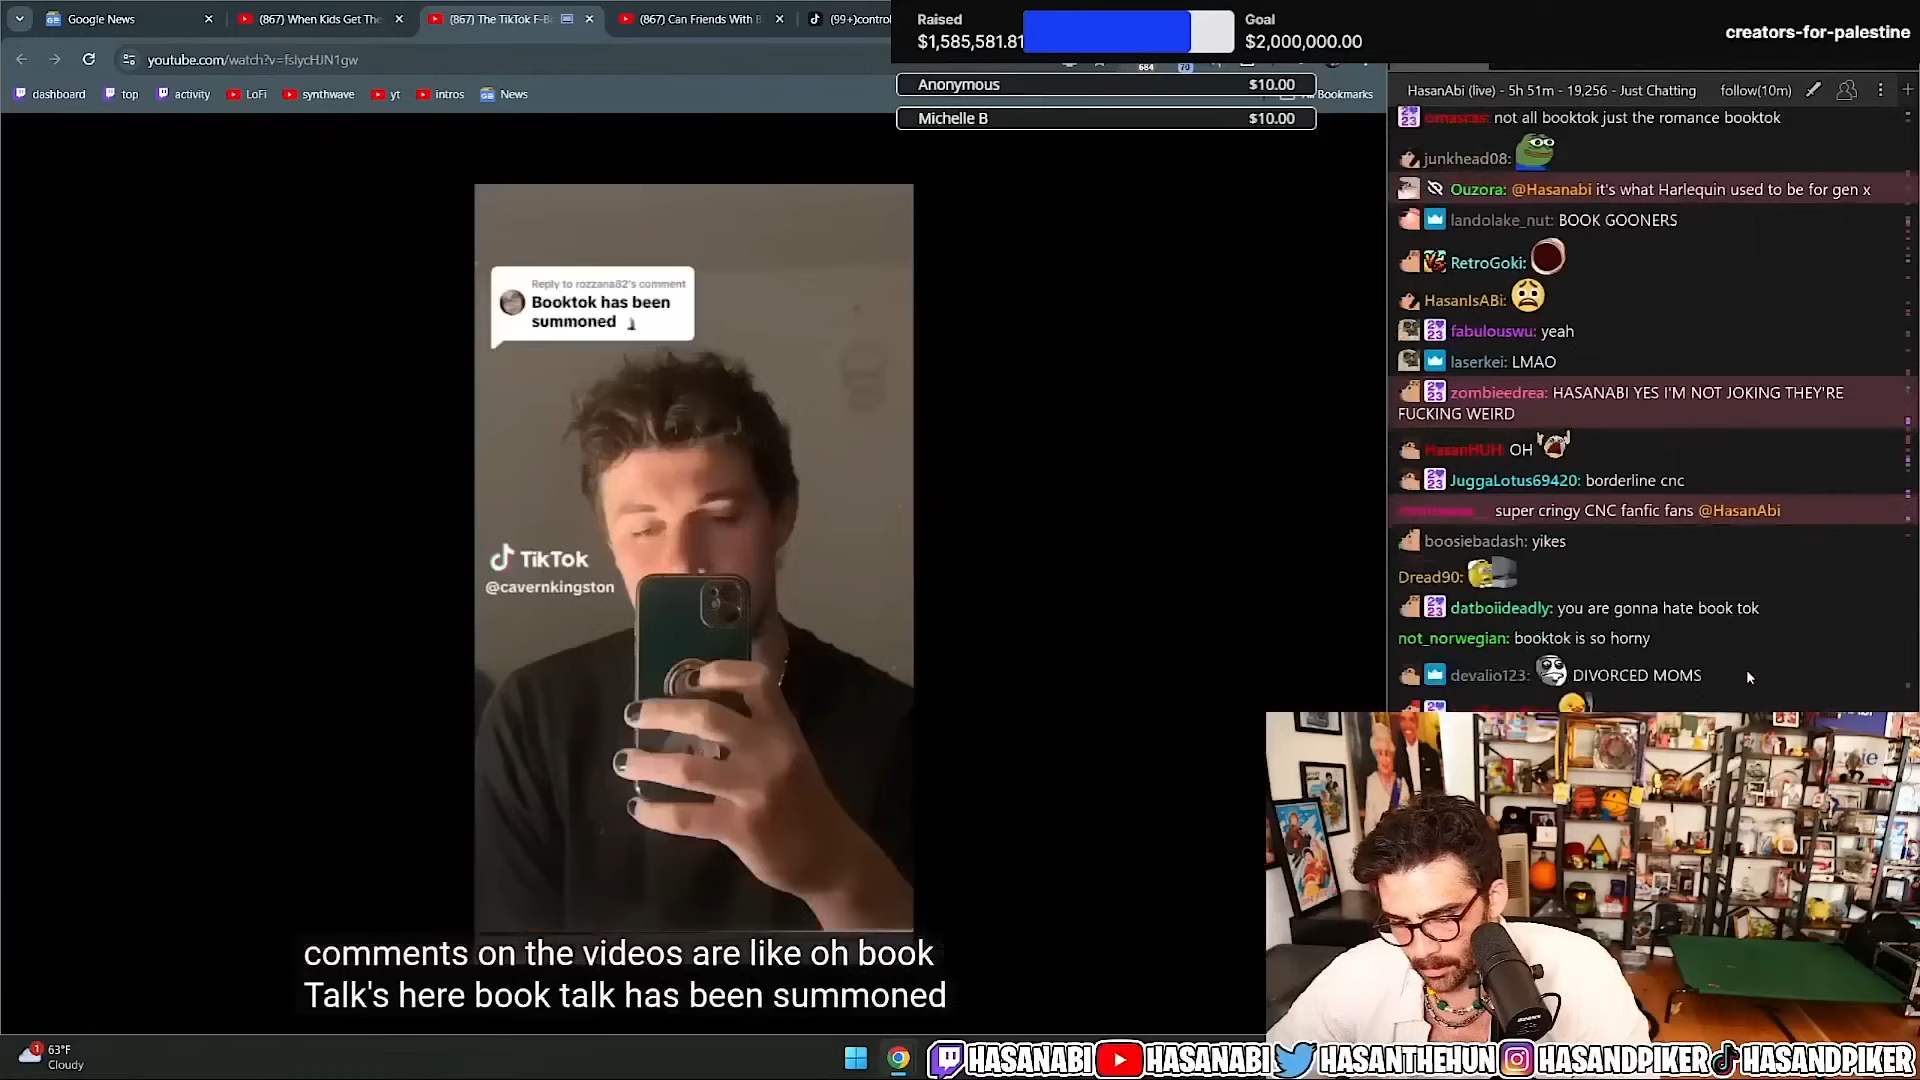 Google News
(867) When Kids Get The
(867) The TikTok F-B
(867) Can Friends With B
(99+)control
youtube.com/watch?v=fslycHJN1gw
684
70
dashboard
top
activity
LoFi
synthwave
yt
intros
News
Bookmarks
Raised
$1,585,581.81
Goal
$2,000,000.00
creators-for-palestine
Anonymous $10.00
Michelle B $10.00
HasanAbi (live) - 5h 51m - 19,256 - Just Chatting follow(10m)
omascas: not all booktok just the romance booktok
junkhead08:
Ouzora: @Hasanabi it's what Harlequin used to be for gen x
landolake_nut: BOOK GOONERS
RetroGoki:
HasanIsABi:
fabulouswu: yeah
laserkei: LMAO
zombieedrea: HASANABI YES I'M NOT JOKING THEY'RE
FUCKING WEIRD
HasanHUH: OH
JuggaLotus69420: borderline cnc
super cringy CNC fanfic fans @HasanAbi
boosiebadash: yikes
Dread90:
datboiideadly: you are gonna hate book tok
not_norwegian: booktok is so horny
devalio123: DIVORCED MOMS
Reply to rozzana82's comment
Booktok has been
summoned
TikTok
@cavernkingston
comments on the videos are like oh book
Talk's here book talk has been summoned
1
63°F
Cloudy
HASANABI HASANABI HASANTHEHUN HASANDPIKER HASANDPIKER